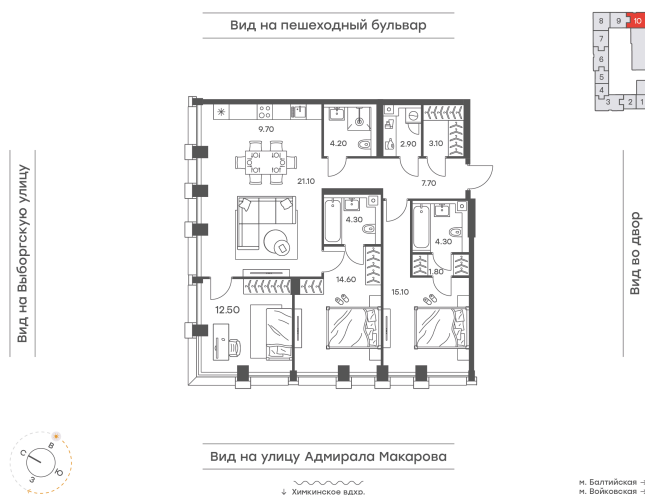 Вид на пешеходный бульвар
8 9 10
7
6
5
4
3 2 1
9.70
4.20
2.90
3.10
21.10
7.70
4.30
4.30
14.60
1.80
15.10
12.50
Вид на Выборгскую улицу
Вид во двор
Вид на улицу Адмирала Макарова
↓ Химкинское вдхр.
С В
З Ю
м. Балтийская →
м. Войковская →